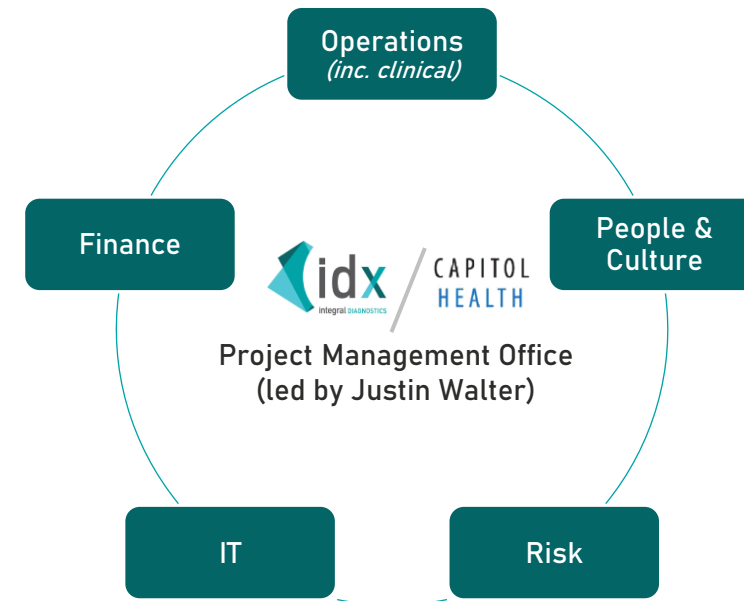 Operations
(inc. clinical)
Finance
People &
Culture
idx
integral DIAGNOSTICS
CAPITOL
HEALTH
Project Management Office
(led by Justin Walter)
IT
Risk